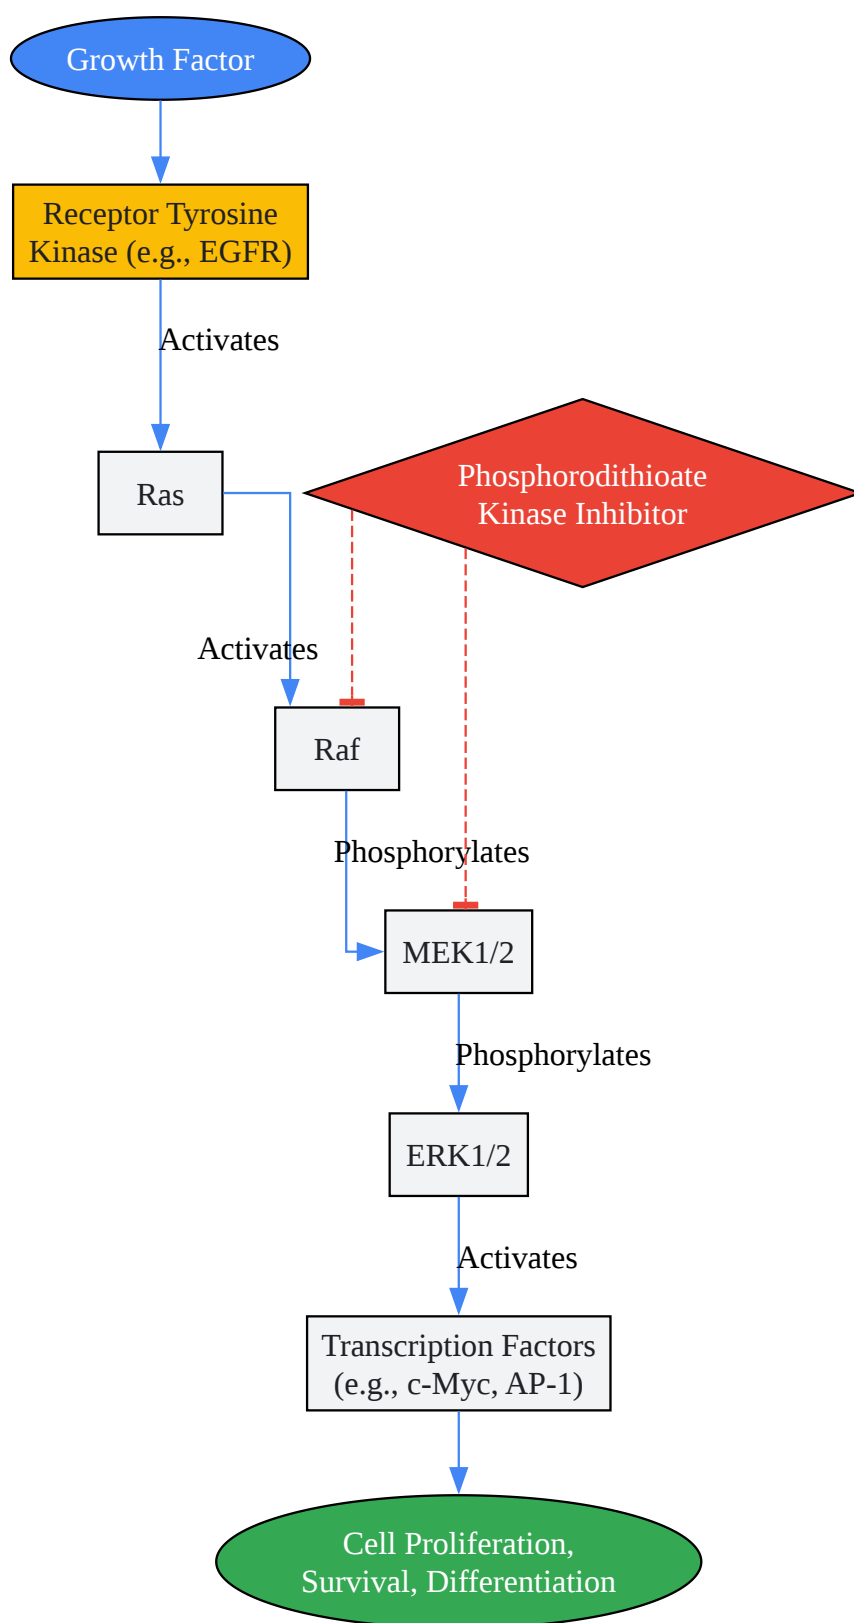 Growth Factor
Receptor Tyrosine
Kinase (e.g., EGFR)
Activates
Ras
Phosphorodithioate
Kinase Inhibitor
Activates
Raf
Phosphorylates
MEK1/2
Phosphorylates
ERK1/2
Activates
Transcription Factors
(e.g., c-Myc, AP-1)
Cell Proliferation,
Survival, Differentiation